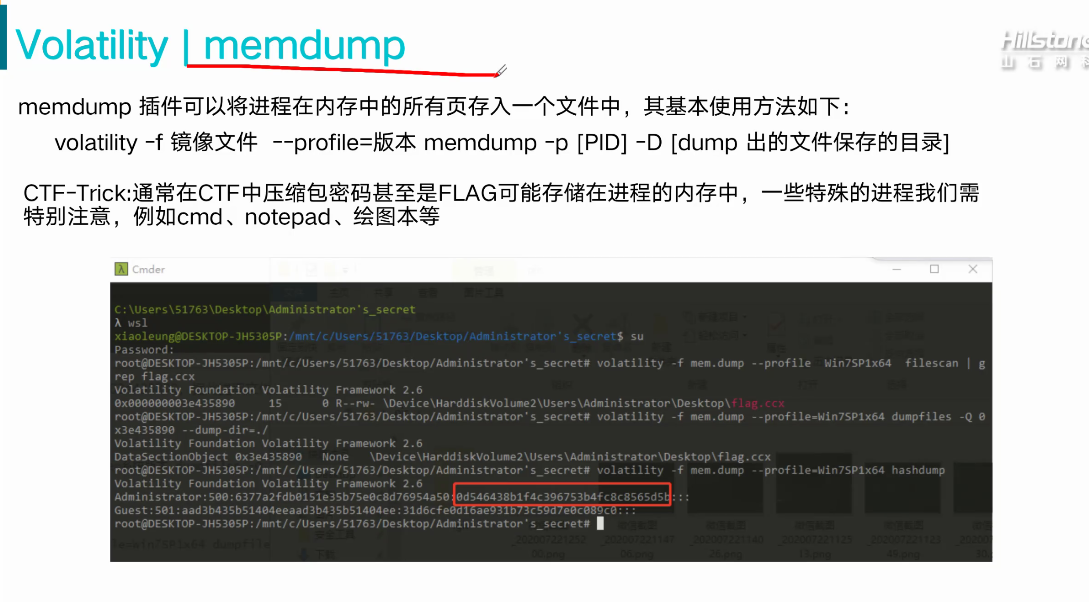 Volatility | memdump
Hillstone
山石网科
memdump 插件可以将进程在内存中的所有页存入一个文件中，其基本使用方法如下：
volatility -f 镜像文件  --profile=版本 memdump -p [PID] -D [dump 出的文件保存的目录]
CTF-Trick:通常在CTF中压缩包密码甚至是FLAG可能存储在进程的内存中，一些特殊的进程我们需
特别注意，例如cmd、notepad、绘图本等
λ Cmder
C:\Users\51763\Desktop\Administrator's_secret
λ wsl
xiaoleung@DESKTOP-JH5305P:/mnt/c/Users/51763/Desktop/Administrator's_secret$ su
Password:
root@DESKTOP-JH5305P:/mnt/c/Users/51763/Desktop/Administrator's_secret# volatility -f mem.dump --profile  Win7SP1x64  filescan | g
rep flag.ccx
Volatility Foundation Volatility Framework 2.6
0x000000003e435890     15      0 R--rw- \Device\HarddiskVolume2\Users\Administrator\Desktop\flag.ccx
root@DESKTOP-JH5305P:/mnt/c/Users/51763/Desktop/Administrator's_secret# volatility -f mem.dump --profile=Win7SP1x64 dumpfiles -Q 0
x3e435890 --dump-dir=./
Volatility Foundation Volatility Framework 2.6
DataSectionObject 0x3e435890   None   \Device\HarddiskVolume2\Users\Administrator\Desktop\flag.ccx
root@DESKTOP-JH5305P:/mnt/c/Users/51763/Desktop/Administrator's_secret# volatility -f mem.dump --profile=Win7SP1x64 hashdump
Volatility Foundation Volatility Framework 2.6
Administrator:500:6377a2fdb0151e35b75e0c8d76954a50:0d546438b1f4c396753b4fc8c8565d5b:::
Guest:501:aad3b435b51404eeaad3b435b51404ee:31d6cfe0d16ae931b73c59d7e0c089c0:::
root@DESKTOP-JH5305P:/mnt/c/Users/51763/Desktop/Administrator's_secret#